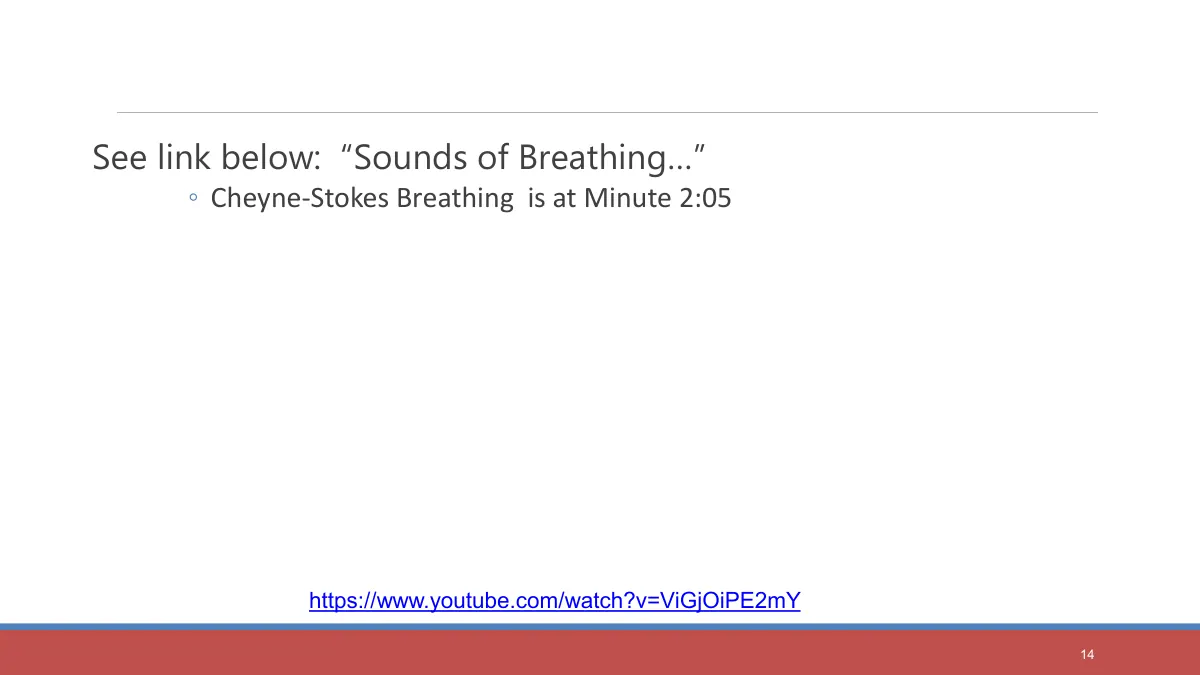 See link below:  “Sounds of Breathing…”
◦ Cheyne-Stokes Breathing  is at Minute 2:05
https://www.youtube.com/watch?v=ViGjOiPE2mY
14